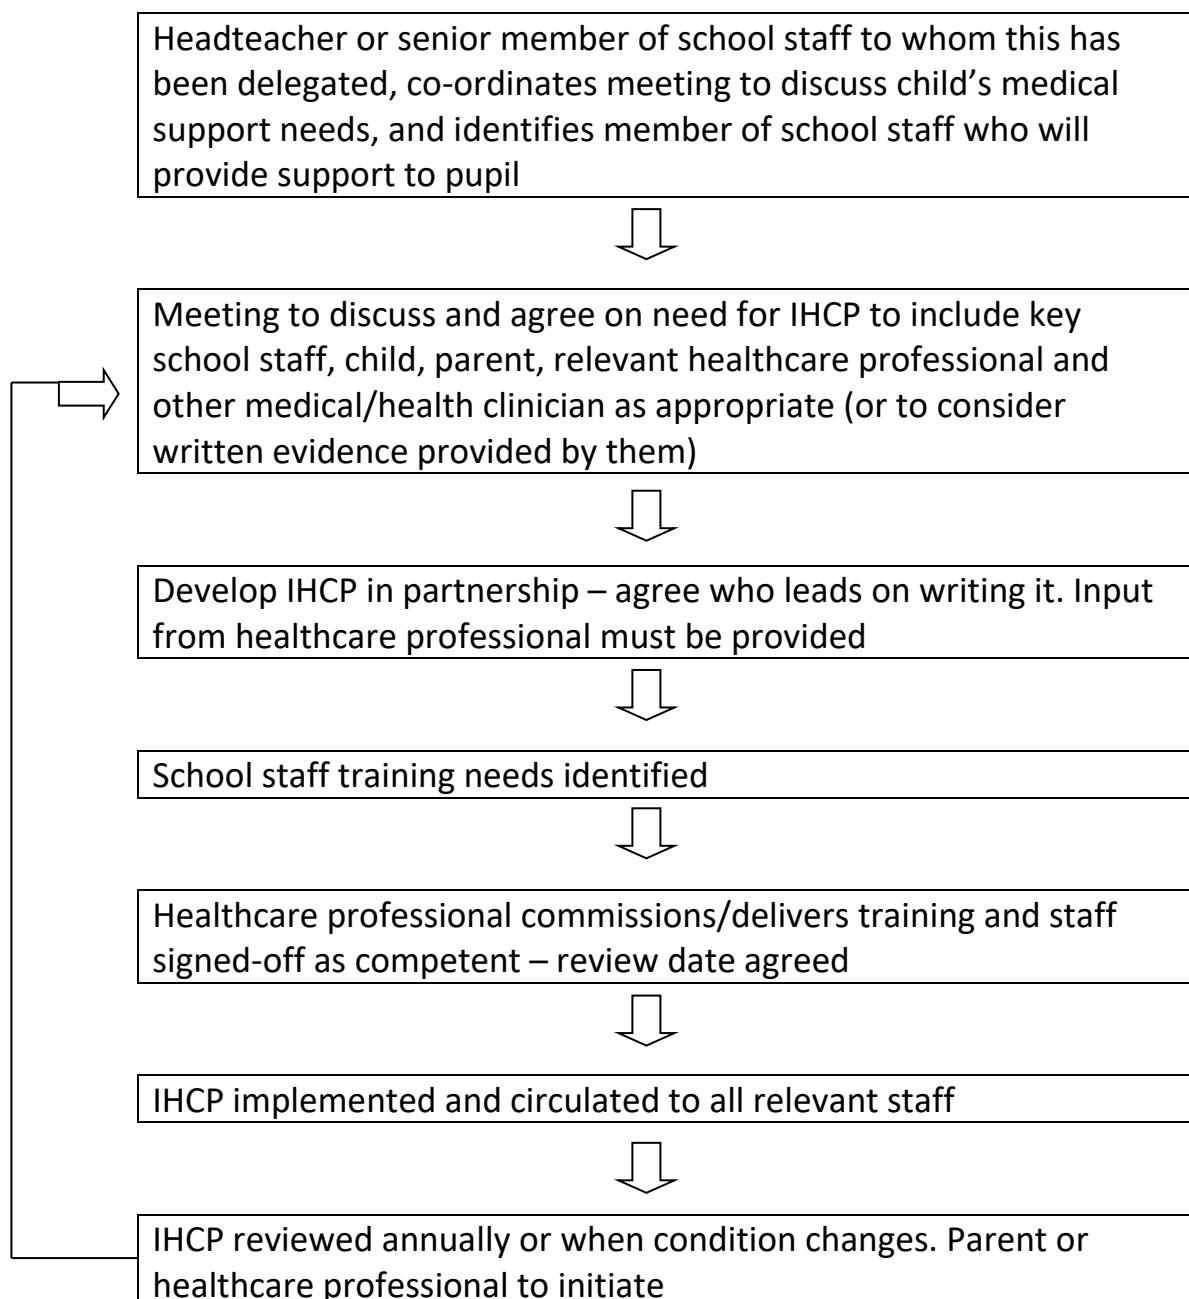 Headteacher or senior member of school staff to whom this has
been delegated, co-ordinates meeting to discuss child’s medical
support needs, and identifies member of school staff who will
provide support to pupil
Meeting to discuss and agree on need for IHCP to include key
school staff, child, parent, relevant healthcare professional and
other medical/health clinician as appropriate (or to consider
written evidence provided by them)
Develop IHCP in partnership – agree who leads on writing it. Input
from healthcare professional must be provided
School staff training needs identified
Healthcare professional commissions/delivers training and staff
signed-off as competent – review date agreed
IHCP implemented and circulated to all relevant staff
IHCP reviewed annually or when condition changes. Parent or
healthcare professional to initiate